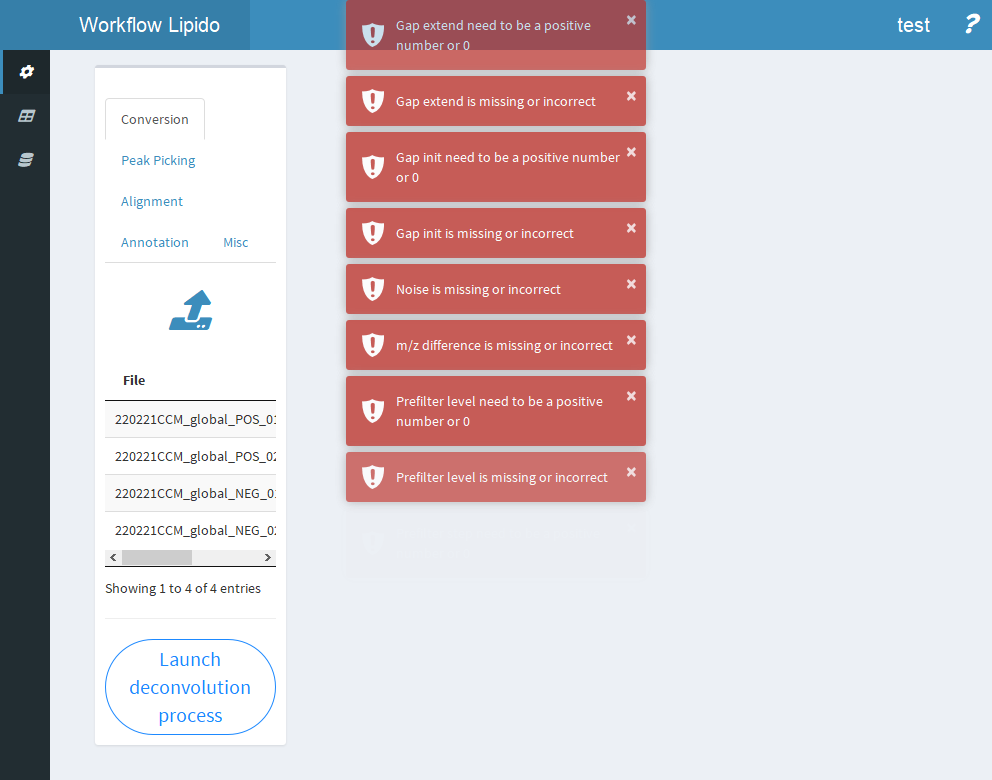 Workflow Lipido
test
?
Conversion
Peak Picking
Alignment
Annotation Misc
File
220221CCM_global_POS_01
220221CCM_global_POS_02
220221CCM_global_NEG_01
220221CCM_global_NEG_02
Showing 1 to 4 of 4 entries
Launch
deconvolution
process
Gap extend need to be a positive
number or 0
×
Gap extend is missing or incorrect
×
Gap init need to be a positive number
or 0
×
Gap init is missing or incorrect
×
Noise is missing or incorrect
×
m/z difference is missing or incorrect
×
Prefilter level need to be a positive
number or 0
×
Prefilter level is missing or incorrect
×